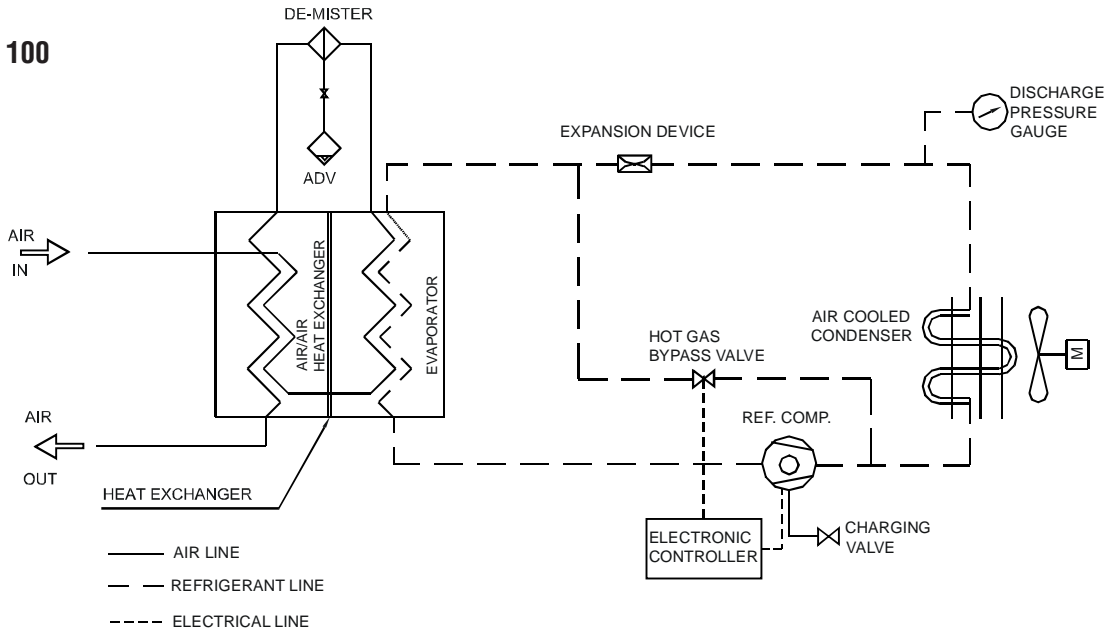 DE-MISTER
100
DISCHARGE
PRESSURE
GAUGE
EXPANSION DEVICE
ADV
AIR
IN
AIR/AIR
HEAT EXCHANGER
EVAPORATOR
AIR COOLED
CONDENSER
HOT GAS
BYPASS VALVE
M
AIR
OUT
REF. COMP.
HEAT EXCHANGER
ELECTRONIC
CONTROLLER
CHARGING
VALVE
AIR LINE
REFRIGERANT LINE
ELECTRICAL LINE